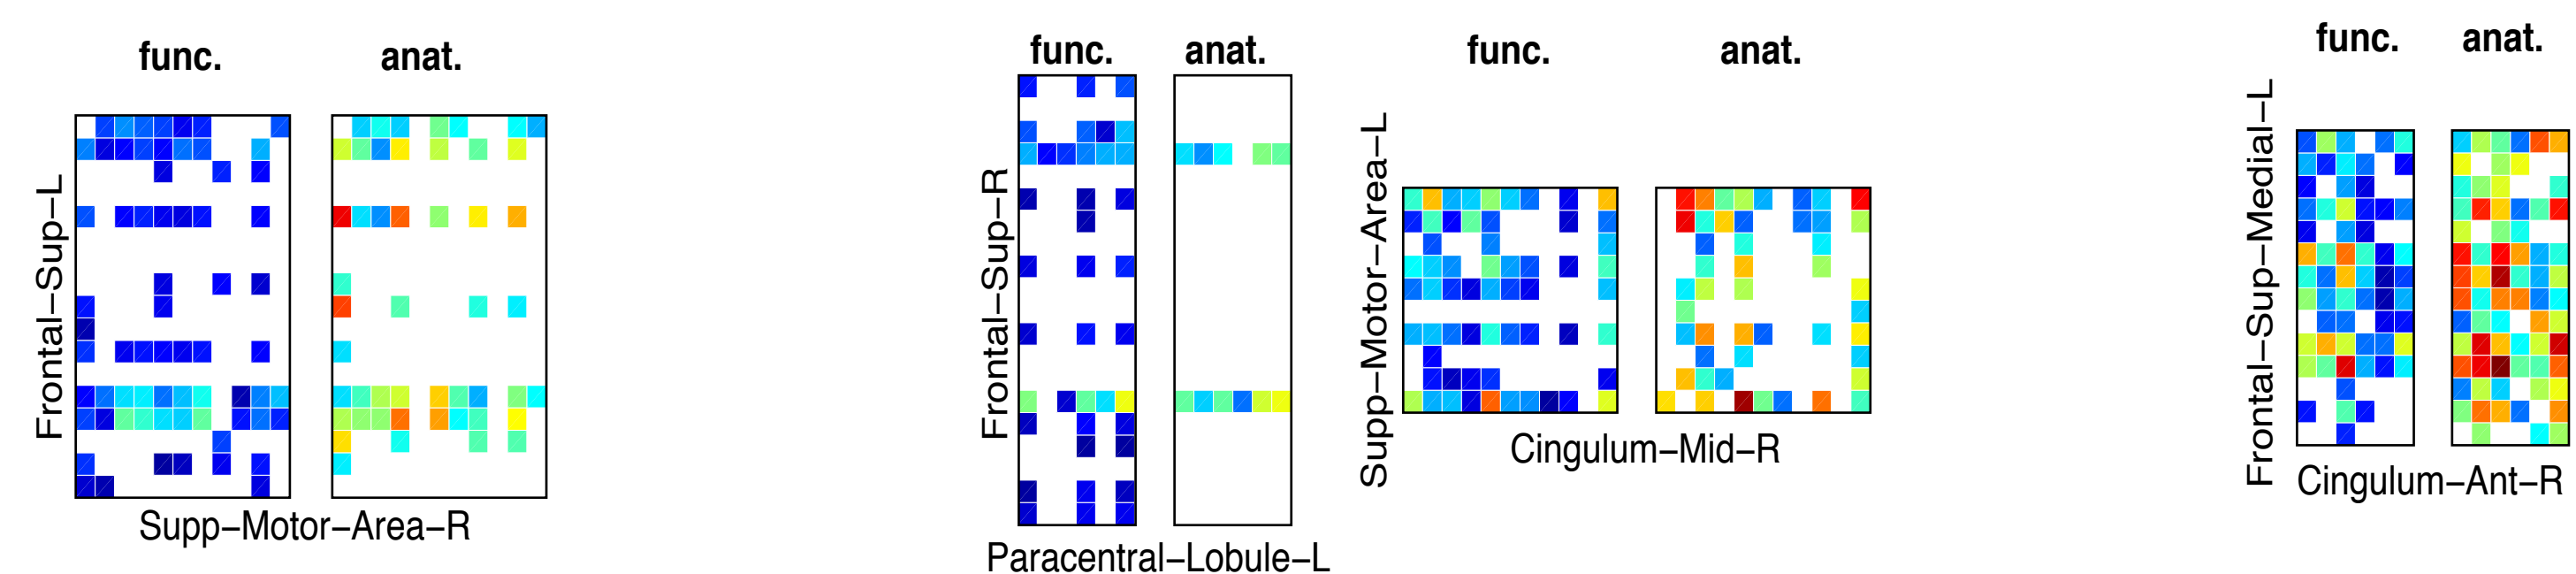 func. anat.
Frontal−Sup−L
Supp−Motor−Area−R
func. anat.
Frontal−Sup−R
Paracentral−Lobule−L
func. anat.
Supp−Motor−Area−L
Cingulum−Mid−R
func. anat.
Frontal−Sup−Medial−L
Cingulum−Ant−R